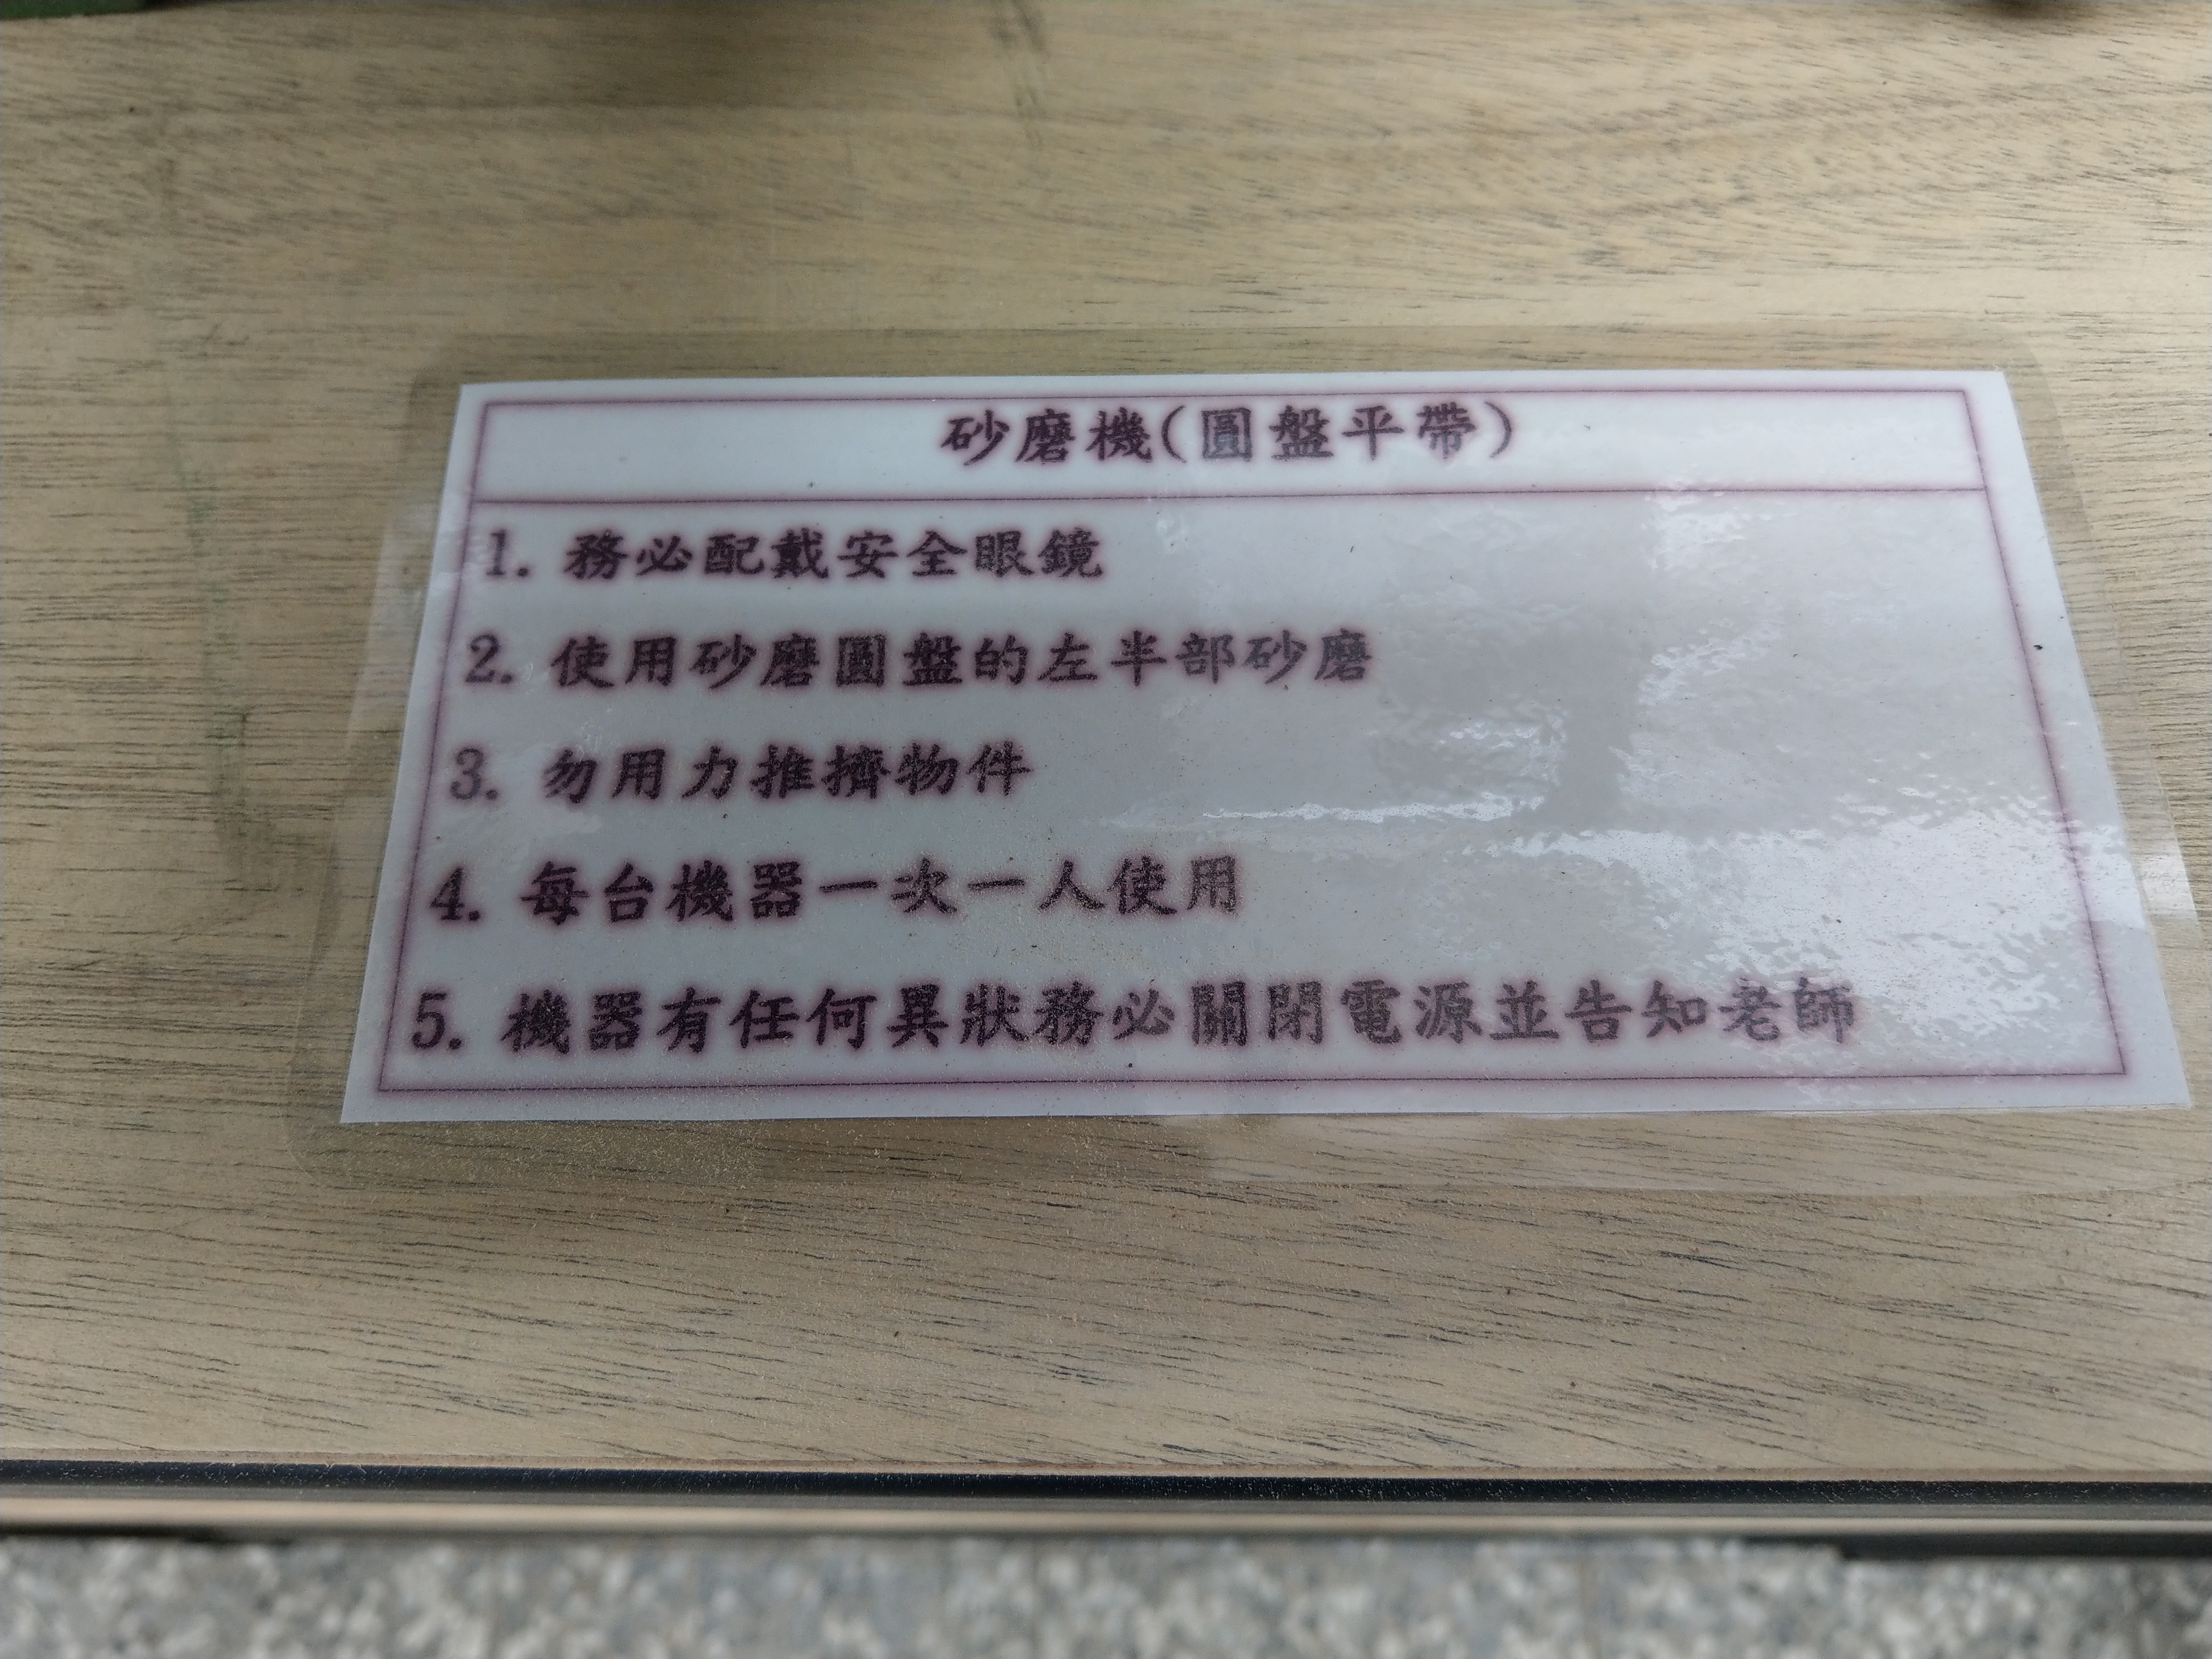 砂磨機(圓盤平帶)
1. 務必配戴安全眼鏡
2. 使用砂磨圓盤的左半部砂磨
3. 勿用力推擠物件
4. 每台機器一次一人使用
5. 機器有任何異狀務必關閉電源並告知老師